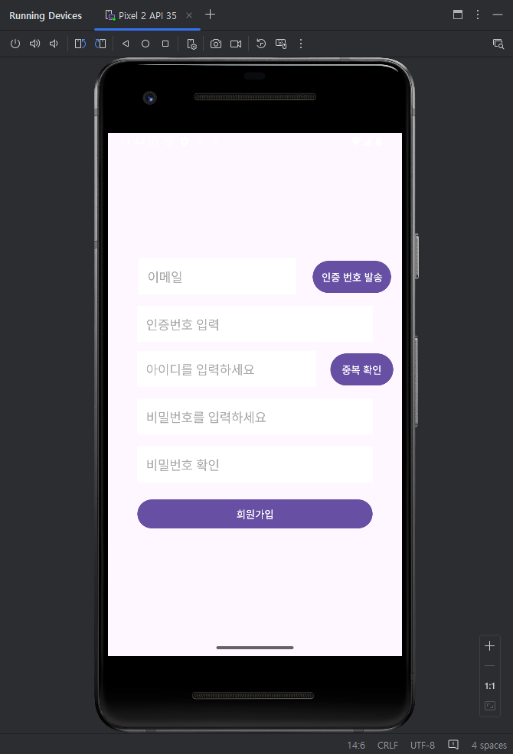 Running Devices
Pixel 2 API 35
이메일
인증 번호 발송
인증번호 입력
아이디를 입력하세요
중복 확인
비밀번호를 입력하세요
비밀번호 확인
회원가입
1:1
14:6 CRLF UTF-8 4 spaces